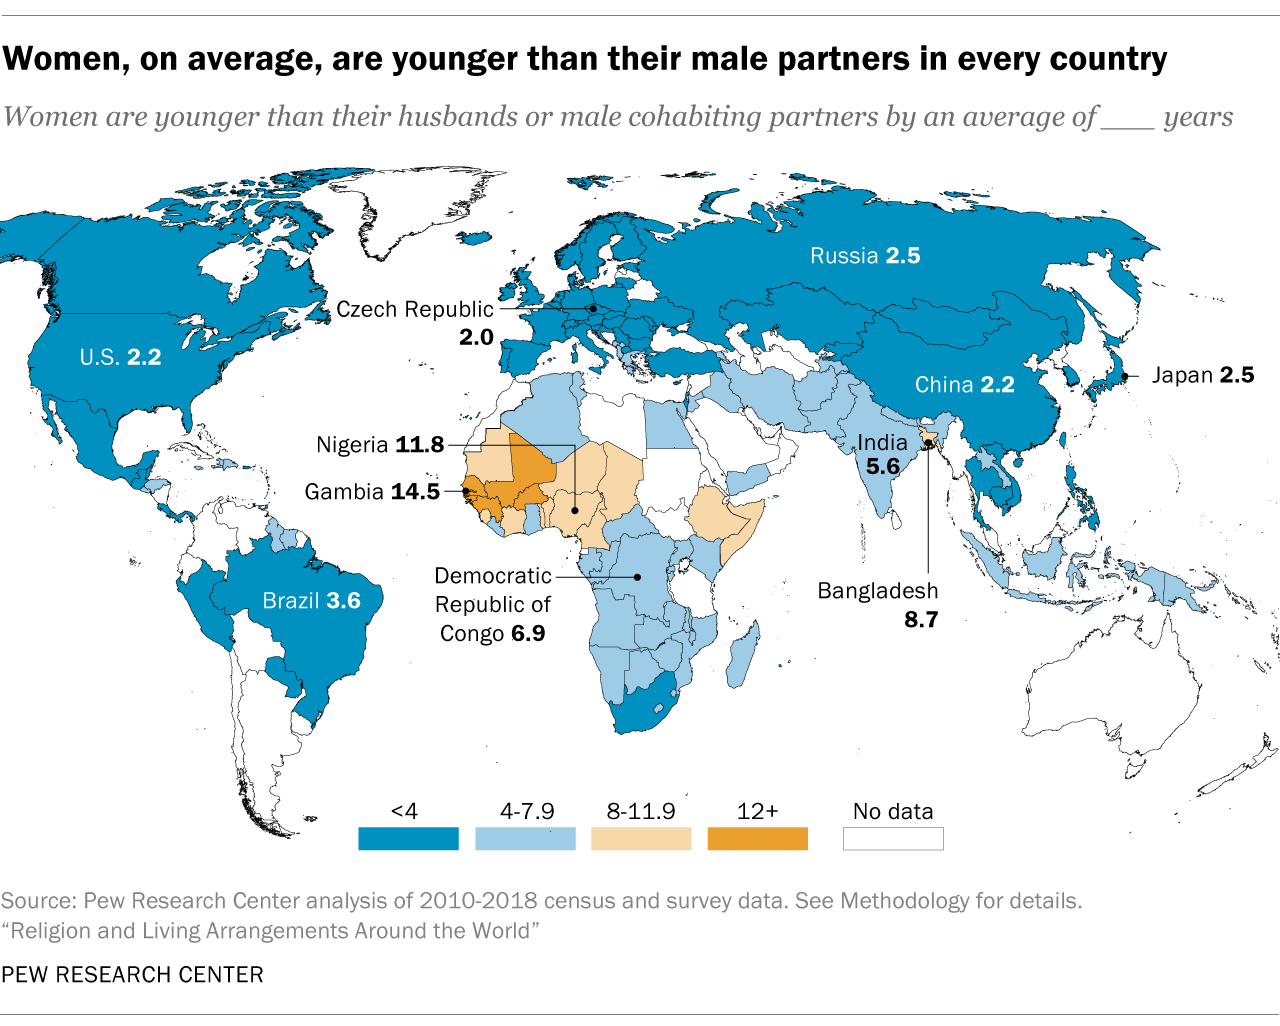 Women, on average, are younger than their male partners in every country
Women are younger than their husbands or male cohabiting partners by an average of ___ years
Russia 2.5
Czech Republic
2.0
U.S. 2.2
China 2.2
Japan 2.5
Nigeria 11.8
India
5.6
Gambia 14.5
Democratic
Republic of
Congo 6.9
Bangladesh
8.7
Brazil 3.6
<4
4-7.9
8-11.9
12+
No data
Source: Pew Research Center analysis of 2010-2018 census and survey data. See Methodology for details.
“Religion and Living Arrangements Around the World”
PEW RESEARCH CENTER